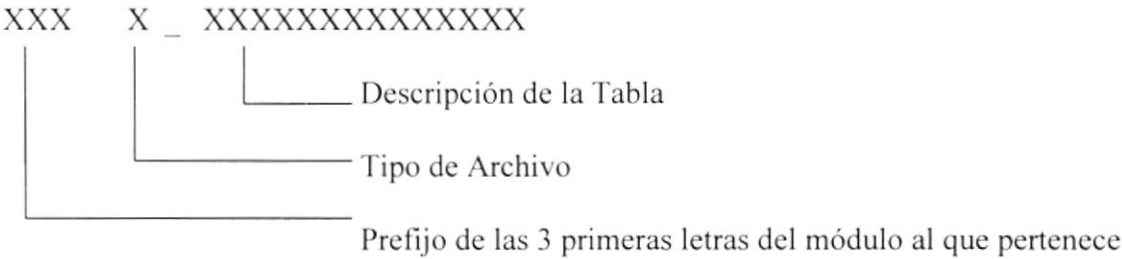 XXX X _ XXXXXXXXXXXXXXX
Descripción de la Tabla
Tipo de Archivo
Prefijo de las 3 primeras letras del módulo al que pertenece